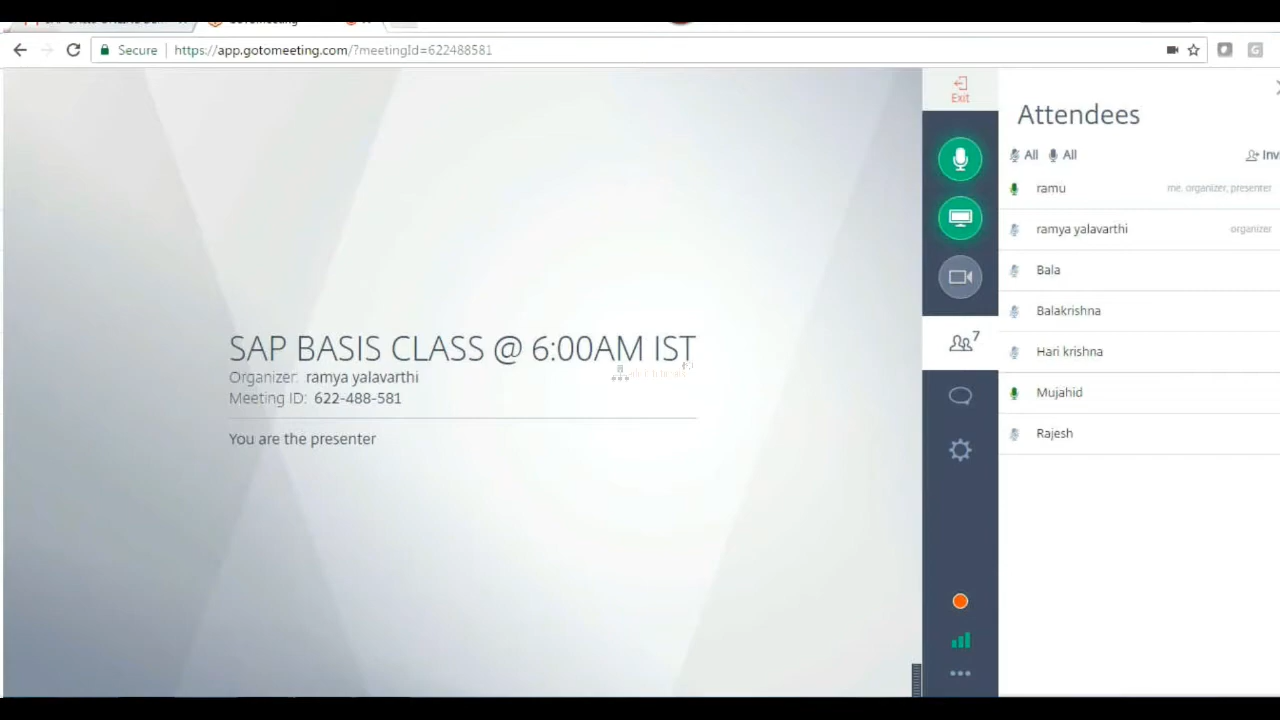 Secure
https://app.gotomeeting.com/?meetingId=622488581
Exit
Attendees
All All
ramu me, organizer, presenter
ramya yalavarthi organizer
Bala
Balakrishna
Hari krishna
7
Mujahid
Rajesh
SAP BASIS CLASS @ 6:00AM IST
Organizer: ramya yalavarthi
Meeting ID: 622-488-581
You are the presenter